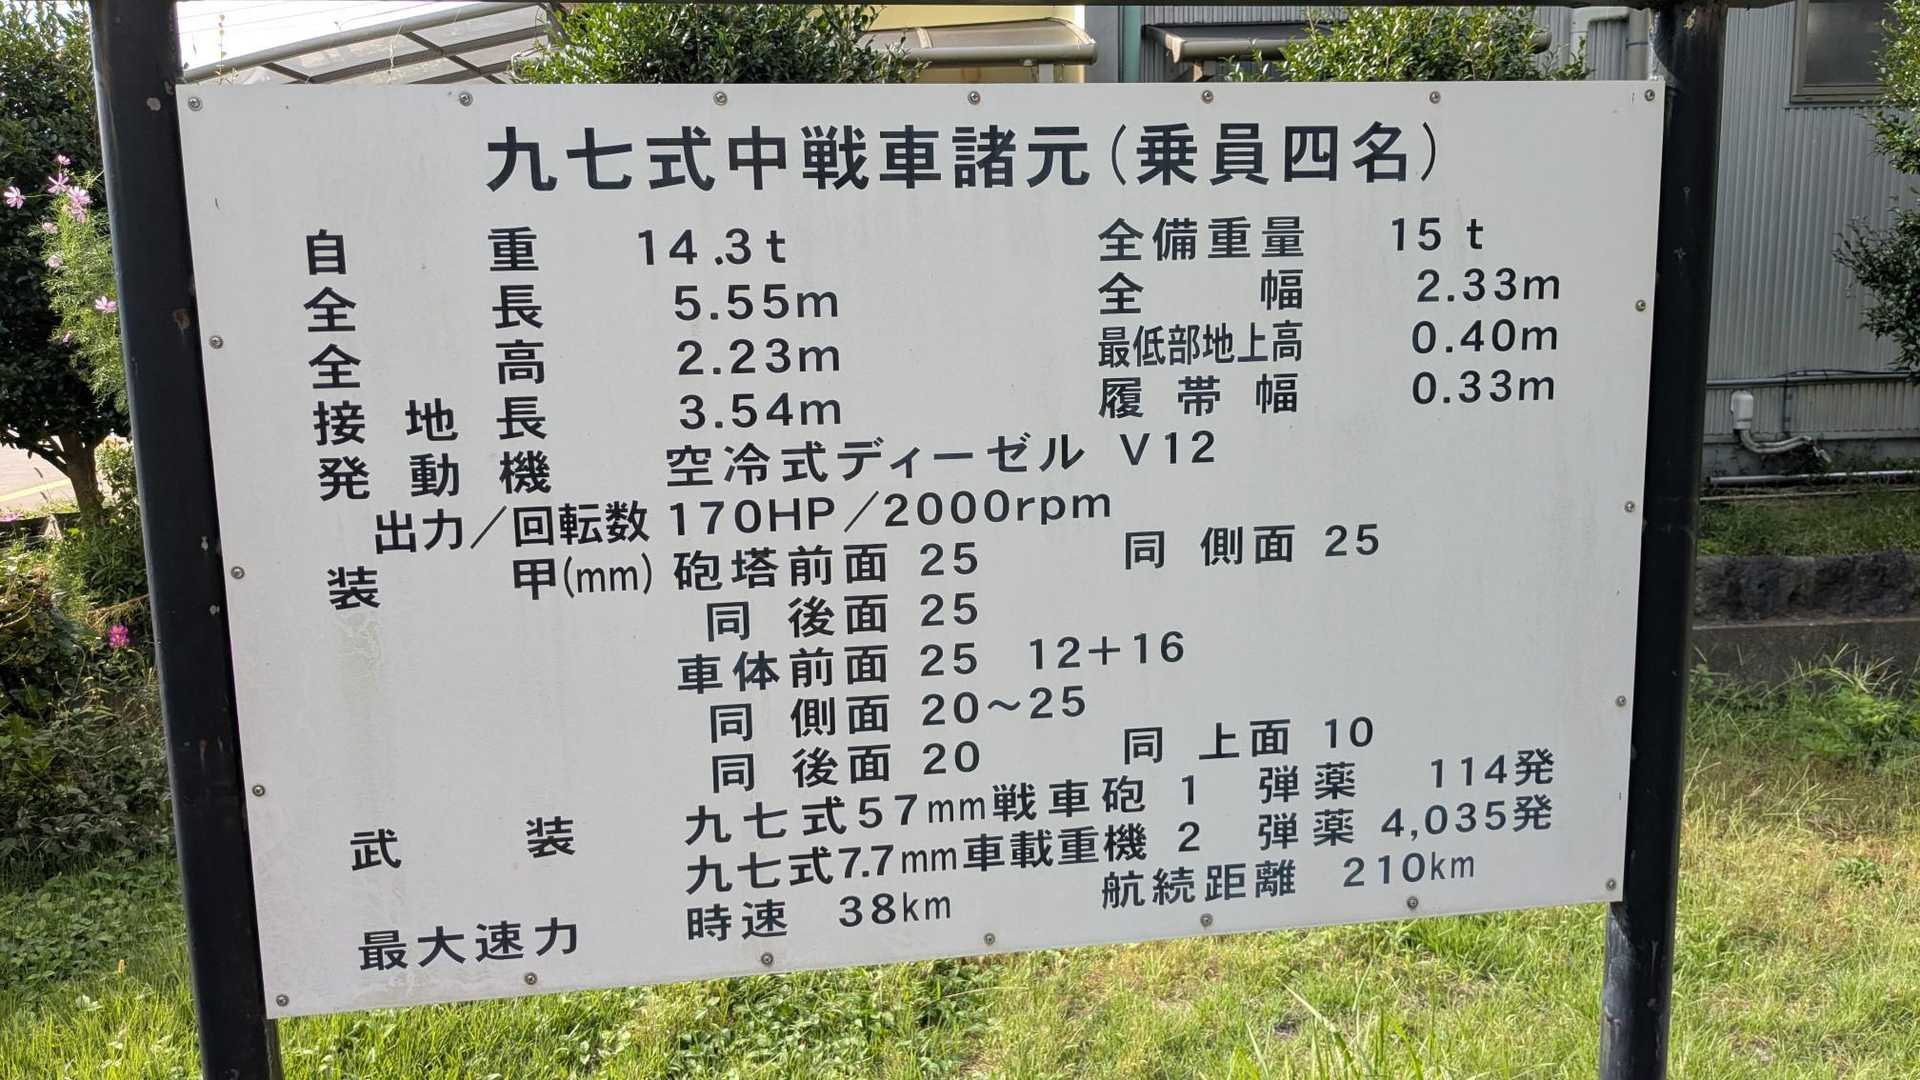 九七式中戦車諸元(乗員四名)
自重 14.3t 全備重量 15t
全長 5.55m 全幅 2.33m
全高 2.23m 最低部地上高 0.40m
接地長 3.54m 履帯幅 0.33m
発動機 空冷式ディーゼル V12
出力／回転数 170HP／2000rpm
装甲(mm) 砲塔前面 25 同側面 25
同後面 25
車体前面 25 12+16
同側面 20～25
同後面 20 同上面 10
武装 九七式57mm戦車砲 1 弾薬 114発
九七式7.7mm車載重機 2 弾薬 4,035発
最大速力 時速 38km 航続距離 210km